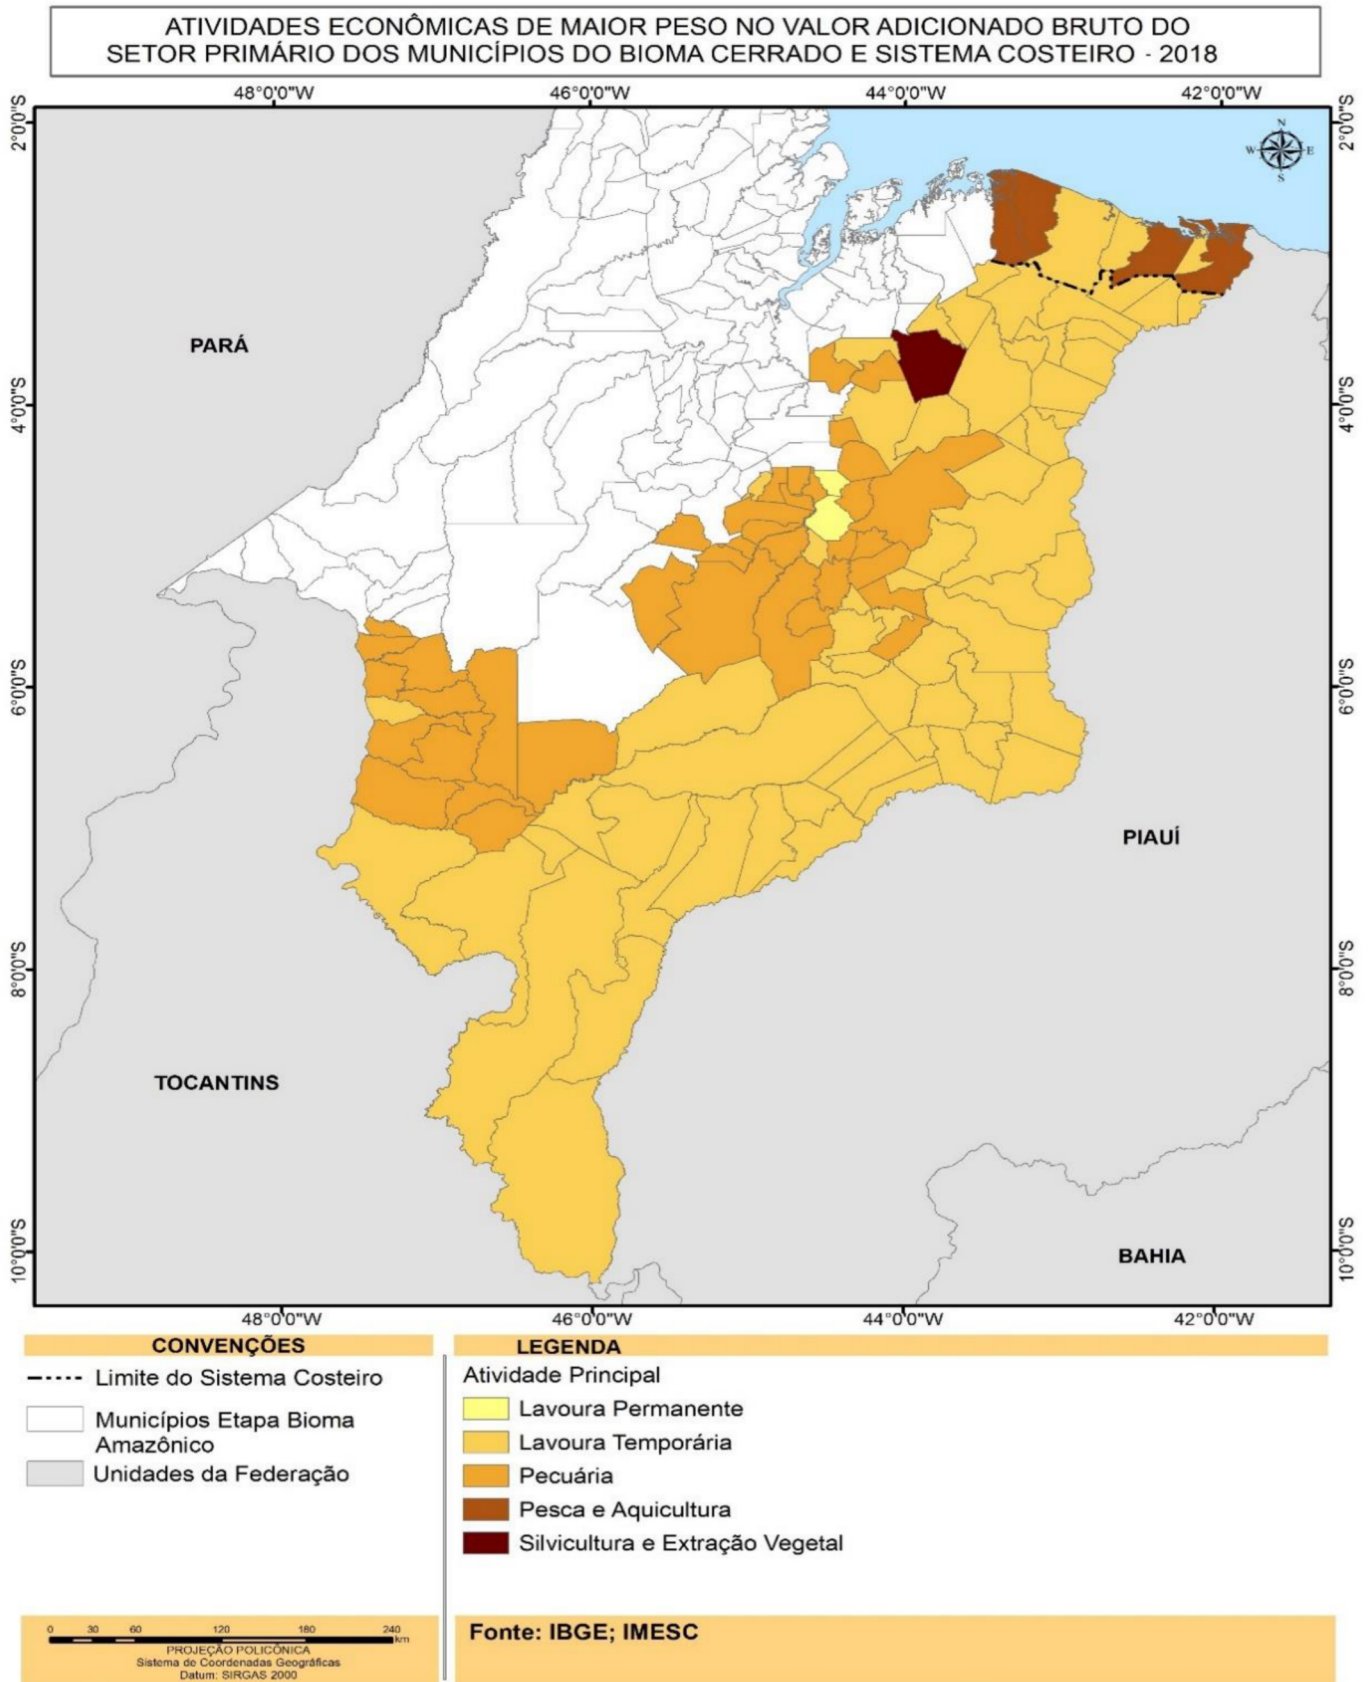 ATIVIDADES ECONÔMICAS DE MAIOR PESO NO VALOR ADICIONADO BRUTO DO
SETOR PRIMÁRIO DOS MUNICÍPIOS DO BIOMA CERRADO E SISTEMA COSTEIRO - 2018
48°0'0"W 46°0'0"W 44°0'0"W 42°0'0"W
2°0'0"S 2°0'0"S
N
W E
S
PARÁ
4°0'0"S 4°0'0"S
6°0'0"S 6°0'0"S
PIAUÍ
8°0'0"S 8°0'0"S
TOCANTINS
BAHIA
10°0'0"S 10°0'0"S
48°0'0"W 46°0'0"W 44°0'0"W 42°0'0"W
CONVENÇÕES
Limite do Sistema Costeiro
Municípios Etapa Bioma
Amazônico
Unidades da Federação
LEGENDA
Atividade Principal
Lavoura Permanente
Lavoura Temporária
Pecuária
Pesca e Aquicultura
Silvicultura e Extração Vegetal
0 30 60 120 180 240
km
PROJEÇÃO POLICÔNICA
Sistema de Coordenadas Geográficas
Datum: SIRGAS 2000
Fonte: IBGE; IMESC